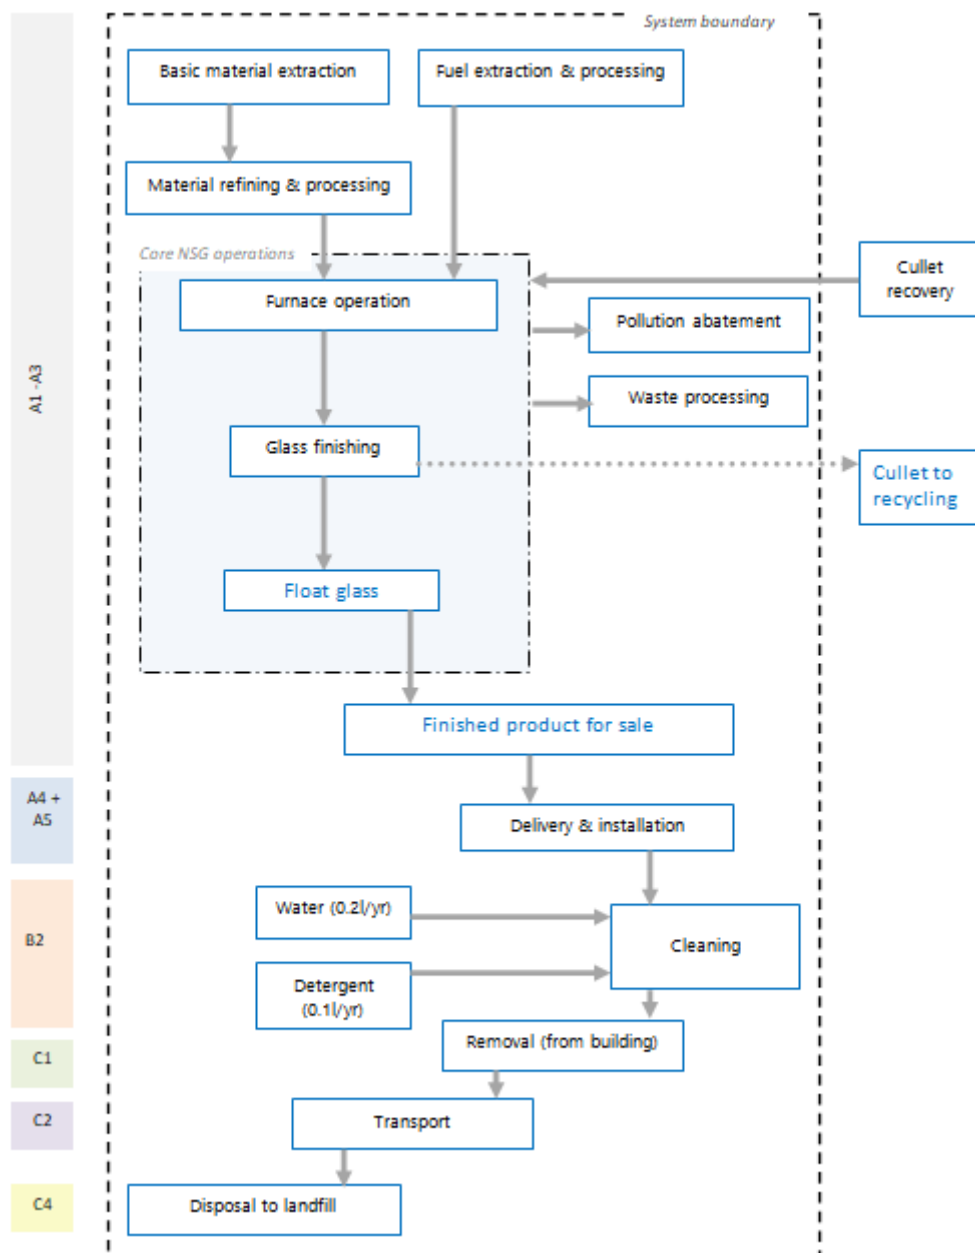 System boundary
Basic material extraction
Fuel extraction & processing
Material refining & processing
Core NSG operations
Cullet
recovery
Furnace operation
Pollution abatement
A1 -A3
Waste processing
Glass finishing
Cullet to
recycling
Float glass
Finished product for sale
A4 +
A5
Delivery & installation
Water (0.2l/yr)
B2
Cleaning
Detergent
(0.1l/yr)
Removal (from building)
C1
C2
Transport
C4
Disposal to landfill